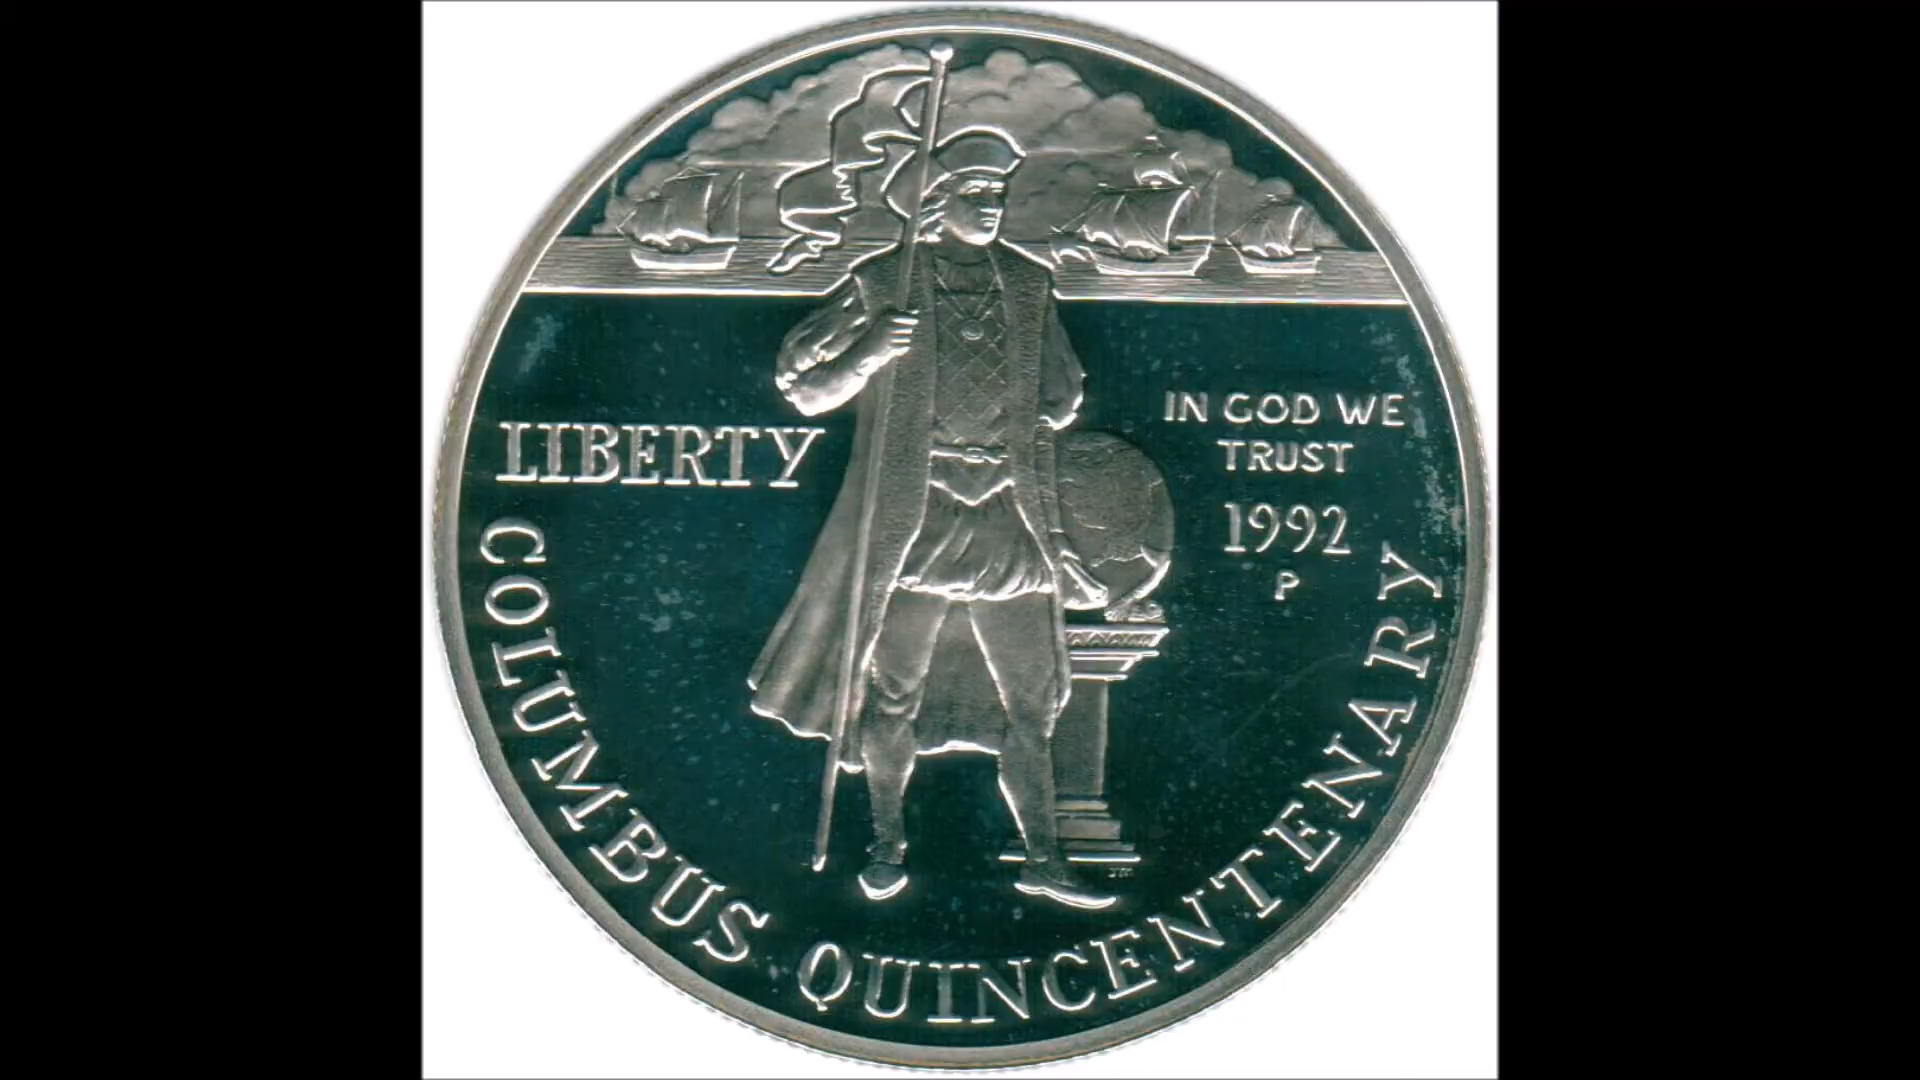 LIBERTY
IN GOD WE
TRUST
1992
P
COLUMBUS QUINCENTENARY